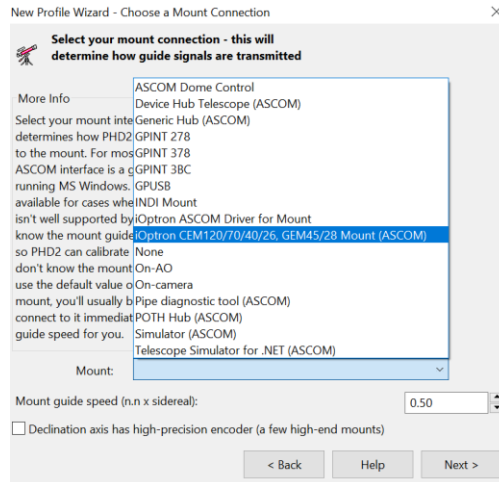 New Profile Wizard - Choose a Mount Connection
Select your mount connection - this will
determine how guide signals are transmitted
More Info
Select your mount inte
determines how PHD2
to the mount. For mos
ASCOM interface is a g
running MS Windows.
available for cases whe
isn't well supported by
know the mount guide
so PHD2 can calibrate
don't know the mount
use the default value o
mount, you'll usually b
connect to it immediat
guide speed for you.
ASCOM Dome Control
Device Hub Telescope (ASCOM)
Generic Hub (ASCOM)
GPINT 278
GPINT 378
GPINT 3BC
GPUSB
INDI Mount
iOptron ASCOM Driver for Mount
iOptron CEM120/70/40/26, GEM45/28 Mount (ASCOM)
None
On-AO
On-camera
Pipe diagnostic tool (ASCOM)
POTH Hub (ASCOM)
Simulator (ASCOM)
Telescope Simulator for .NET (ASCOM)
Mount:
Mount guide speed (n.n x sidereal):
0.50
Declination axis has high-precision encoder (a few high-end mounts)
< Back
Help
Next >